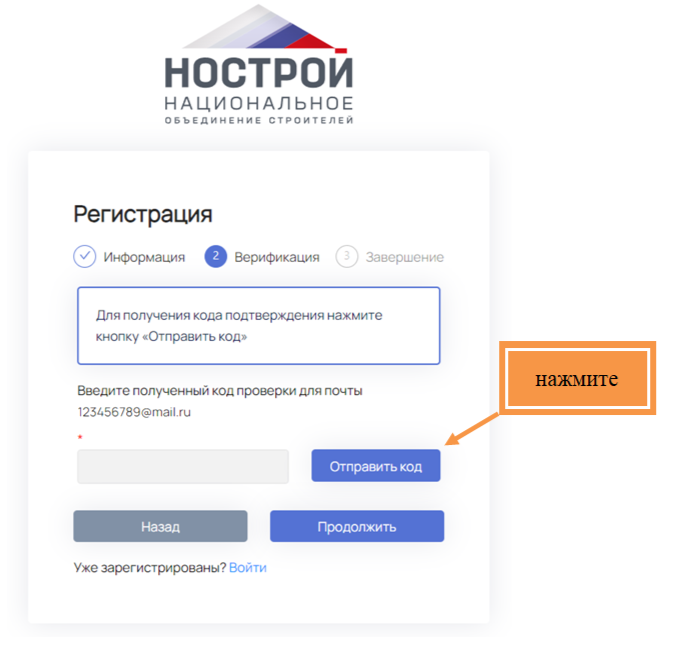 НОСТРОЙ
НАЦИОНАЛЬНОЕ
ОБЪЕДИНЕНИЕ СТРОИТЕЛЕЙ
Регистрация
Информация 2 Верификация 3 Завершение
Для получения кода подтверждения нажмите
кнопку «Отправить код»
нажмите
Введите полученный код проверки для почты
123456789@mail.ru
*
Отправить код
Назад Продолжить
Уже зарегистрированы? Войти